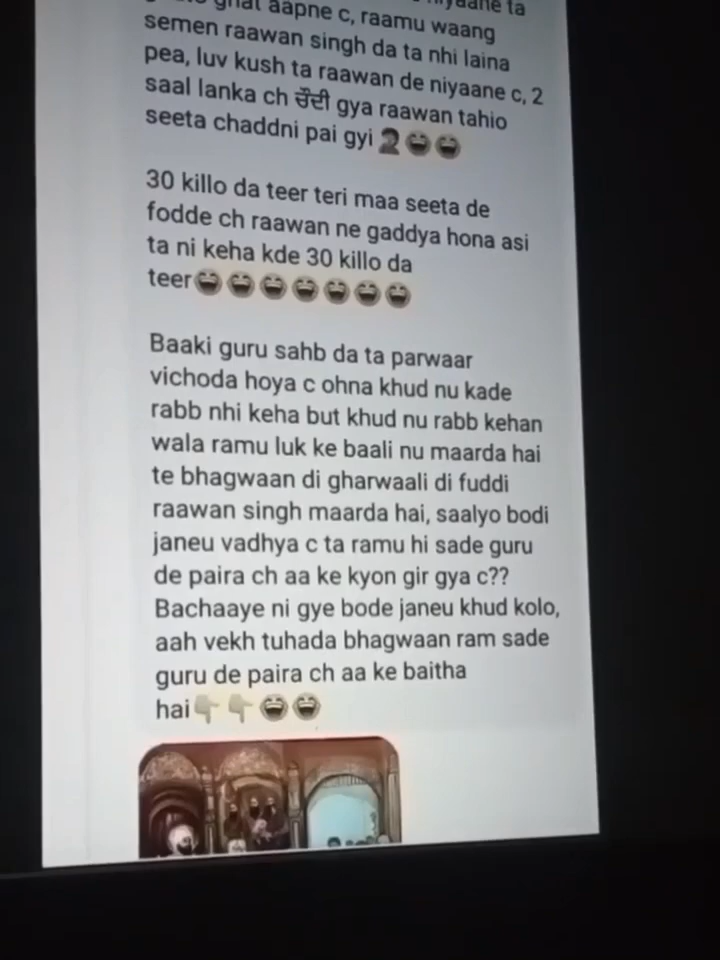 ghat aapne c, raamu waang
semen raawan singh da ta nhi laina
pea, luv kush ta raawan de niyaane c, 2
saal lanka ch ਚੌਂਦੀ gya raawan tahio
seeta chaddni pai gyi
30 killo da teer teri maa seeta de
fodde ch raawan ne gaddya hona asi
ta ni keha kde 30 killo da
teer
Baaki guru sahb da ta parwaar
vichoda hoya c ohna khud nu kade
rabb nhi keha but khud nu rabb kehan
wala ramu luk ke baali nu maarda hai
te bhagwaan di gharwaali di fuddi
raawan singh maarda hai, saalyo bodi
janeu vadhya c ta ramu hi sade guru
de paira ch aa ke kyon gir gya c??
Bachaaye ni gye bode janeu khud kolo,
aah vekh tuhada bhagwaan ram sade
guru de paira ch aa ke baitha
hai